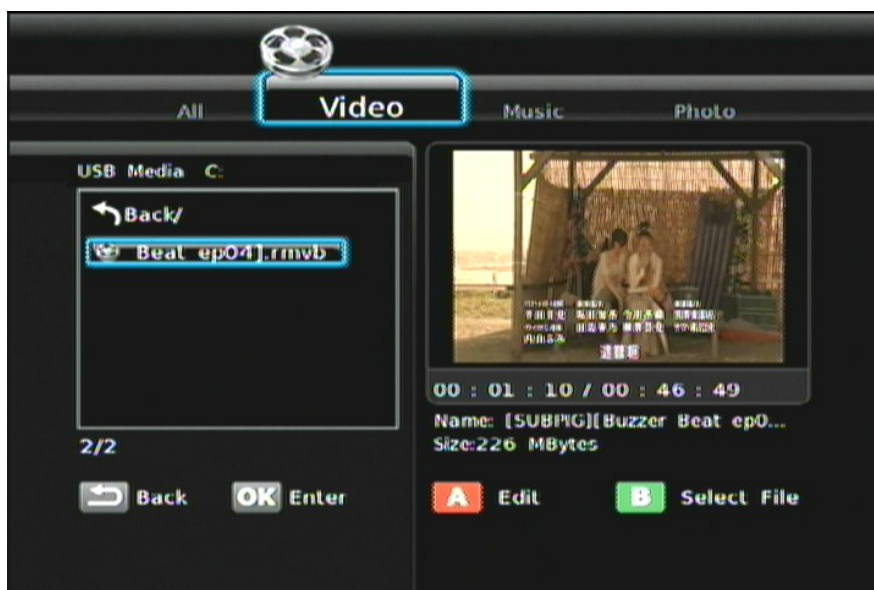 All Video Music Photo
USB Media C:
Back/
Beat ep04].rmvb
2/2
Back OK Enter
00 : 01 : 10 / 00 : 46 : 49
Name: [SUBPIG][Buzzer Beat ep0...
Size:226 MBytes
A Edit B Select File